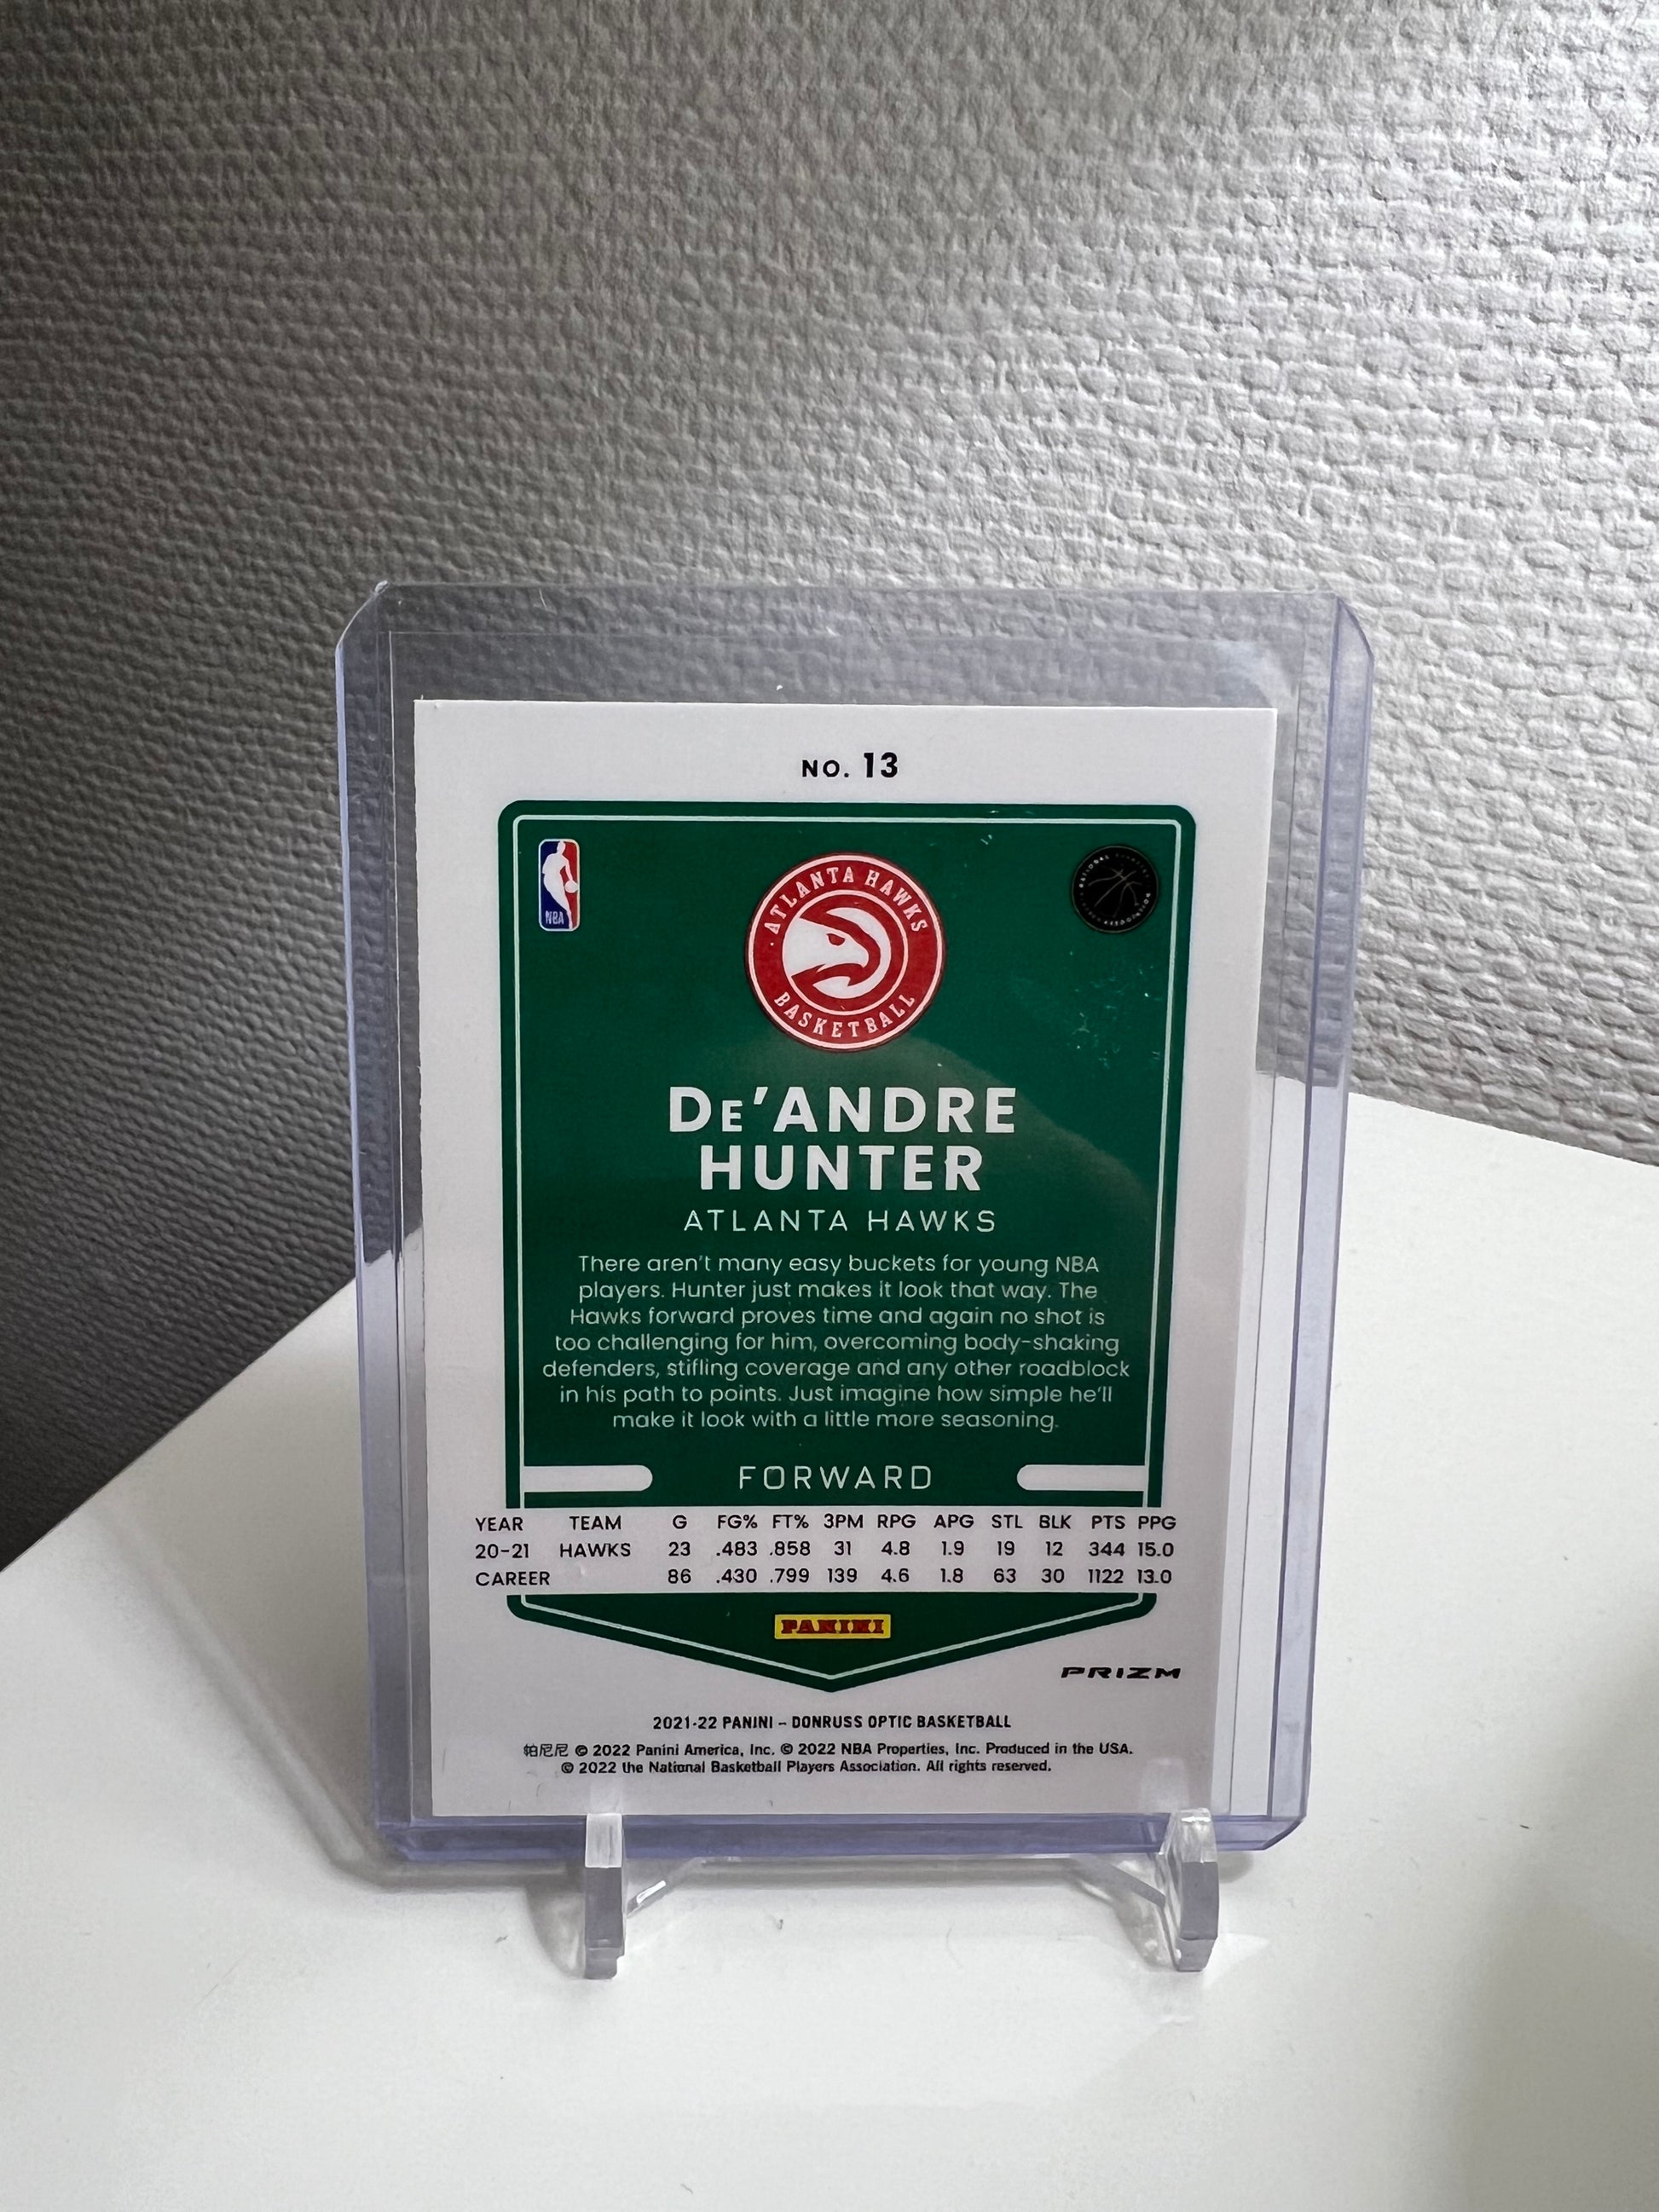 NO. 13
NBA
ATLANTA HAWKS
BASKETBALL
De'ANDRE
HUNTER
ATLANTA HAWKS
There aren't many easy buckets for young NBA
players. Hunter just makes it look that way. The
Hawks forward proves time and again no shot is
too challenging for him, overcoming body-shaking
defenders, stifling coverage and any other roadblock
in his path to points. Just imagine how simple he'll
make it look with a little more seasoning.
FORWARD
YEAR TEAM G FG% FT% 3PM RPG APG STL BLK PTS PPG
20-21 HAWKS 23 .483 .858 31 4.8 1.9 19 12 344 15.0
CAREER 86 .430 .799 139 4.6 1.8 63 30 1122 13.0
PANINI
PRIZM
2021-22 PANINI – DONRUSS OPTIC BASKETBALL
帕尼尼 © 2022 Panini America, Inc. © 2022 NBA Properties, Inc. Produced in the USA.
© 2022 the National Basketball Players Association. All rights reserved.